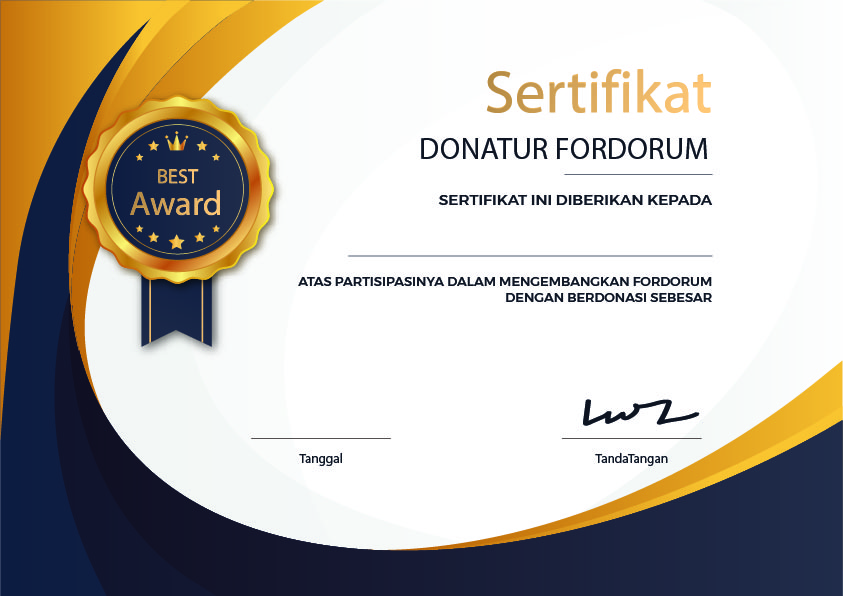 Sertifikat
DONATUR FORDORUM
BEST
Award
SERTIFIKAT INI DIBERIKAN KEPADA
ATAS PARTISIPASINYA DALAM MENGEMBANGKAN FORDORUM
DENGAN BERDONASI SEBESAR
Tanggal
TandaTangan